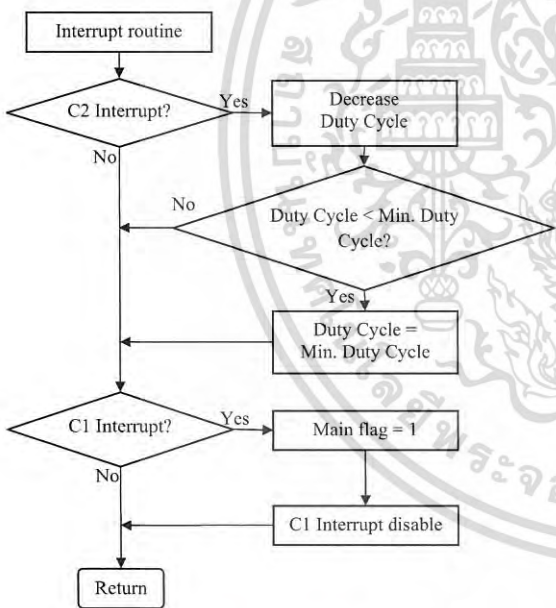 Interrupt routine
C2 Interrupt?
Yes
Decrease
Duty Cycle
No
No
Duty Cycle < Min. Duty
Cycle?
Yes
Duty Cycle =
Min. Duty Cycle
C1 Interrupt?
Yes
Main flag = 1
No
C1 Interrupt disable
Return